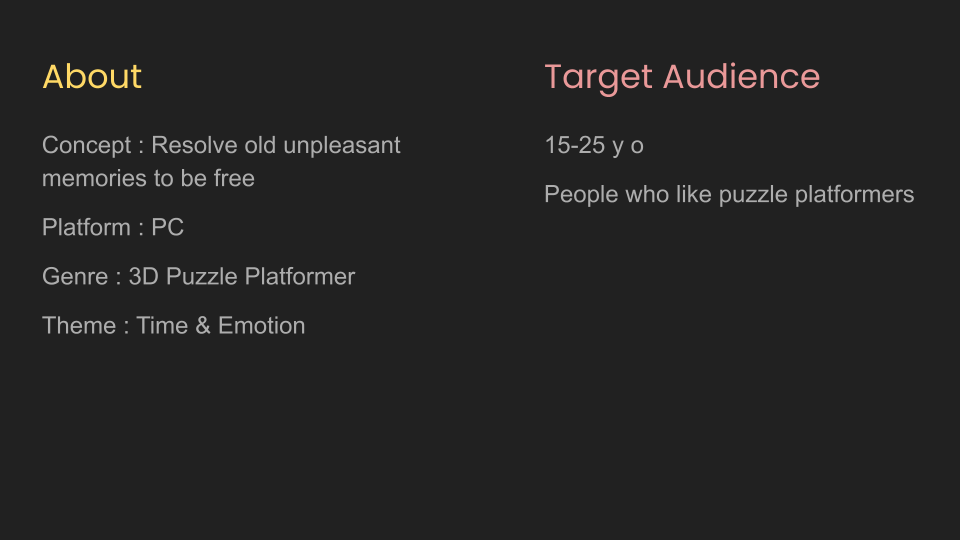 About
Concept : Resolve old unpleasant
memories to be free
Platform : PC
Genre : 3D Puzzle Platformer
Theme : Time & Emotion
Target Audience
15-25 y o
People who like puzzle platformers